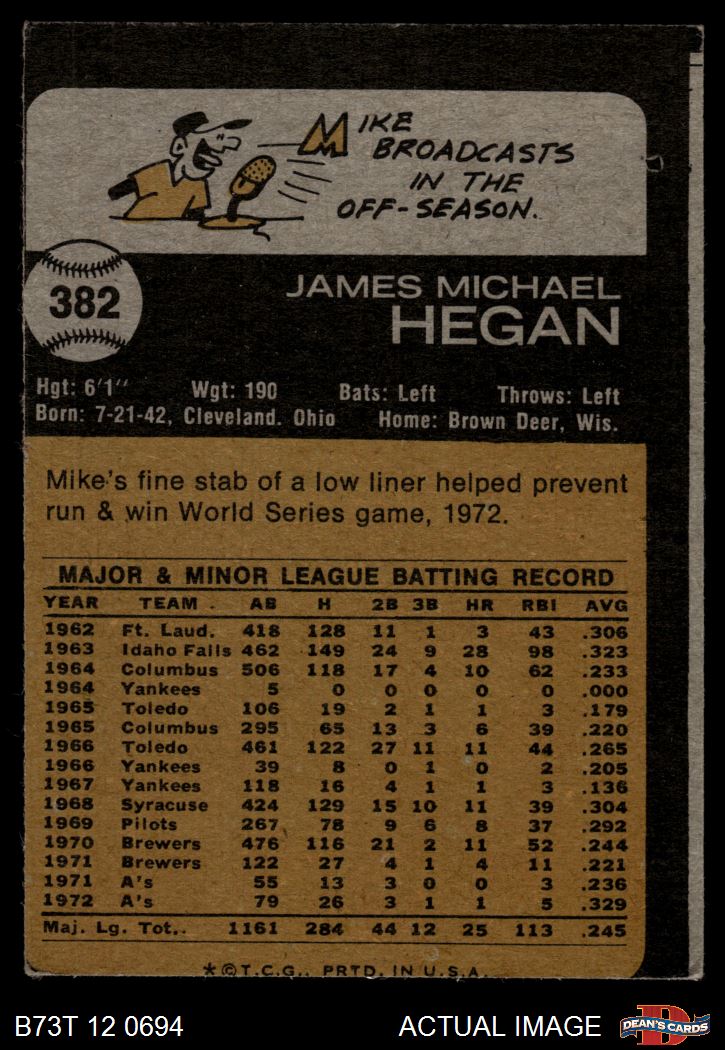 MIKE
BROADCASTS
IN THE
OFF-SEASON.
382
JAMES MICHAEL
HEGAN
Hgt: 6'1" Wgt: 190 Bats: Left Throws: Left
Born: 7-21-42, Cleveland. Ohio Home: Brown Deer, Wis.
Mike's fine stab of a low liner helped prevent
run & win World Series game, 1972.
MAJOR & MINOR LEAGUE BATTING RECORD
YEAR TEAM AB H 2B 3B HR RBI AVG
1962 Ft. Laud. 418 128 11 1 3 43 .306
1963 Idaho Falls 462 149 24 9 28 98 .323
1964 Columbus 506 118 17 4 10 62 .233
1964 Yankees 5 0 0 0 0 0 .000
1965 Toledo 106 19 2 1 1 3 .179
1965 Columbus 295 65 13 3 6 39 .220
1966 Toledo 461 122 27 11 11 44 .265
1966 Yankees 39 8 0 1 0 2 .205
1967 Yankees 118 16 4 1 1 3 .136
1968 Syracuse 424 129 15 10 11 39 .304
1969 Pilots 267 78 9 6 8 37 .292
1970 Brewers 476 116 21 2 11 52 .244
1971 Brewers 122 27 4 1 4 11 .221
1971 A's 55 13 3 0 0 3 .236
1972 A's 79 26 3 1 1 5 .329
Maj. Lg. Tot.. 1161 284 44 12 25 113 .245
*©T.C.G.. PRTD. IN U.S.A.
B73T 12 0694 ACTUAL IMAGE
D
DEAN'S CARDS